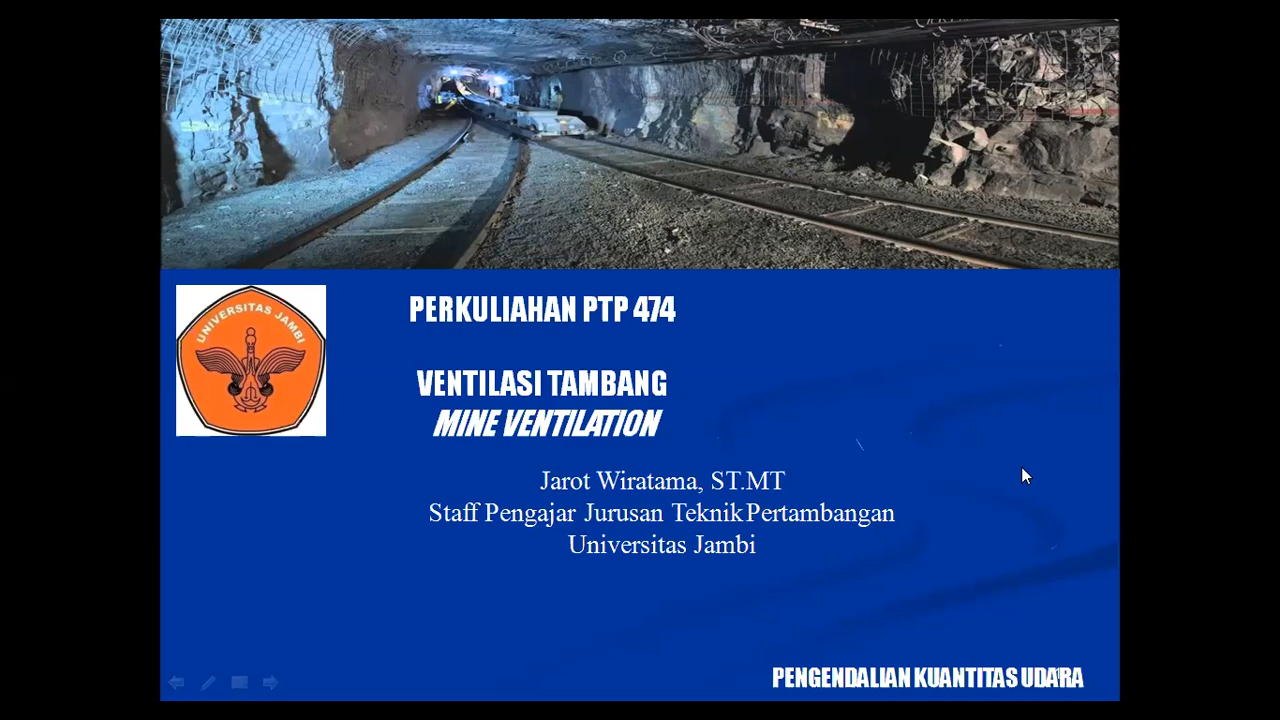 UNIVERSITAS JAMBI
PERKULIAHAN PTP 474
VENTILASI TAMBANG
MINE VENTILATION
Jarot Wiratama, ST.MT
Staff Pengajar Jurusan Teknik Pertambangan
Universitas Jambi
PENGENDALIAN KUANTITAS UDARA